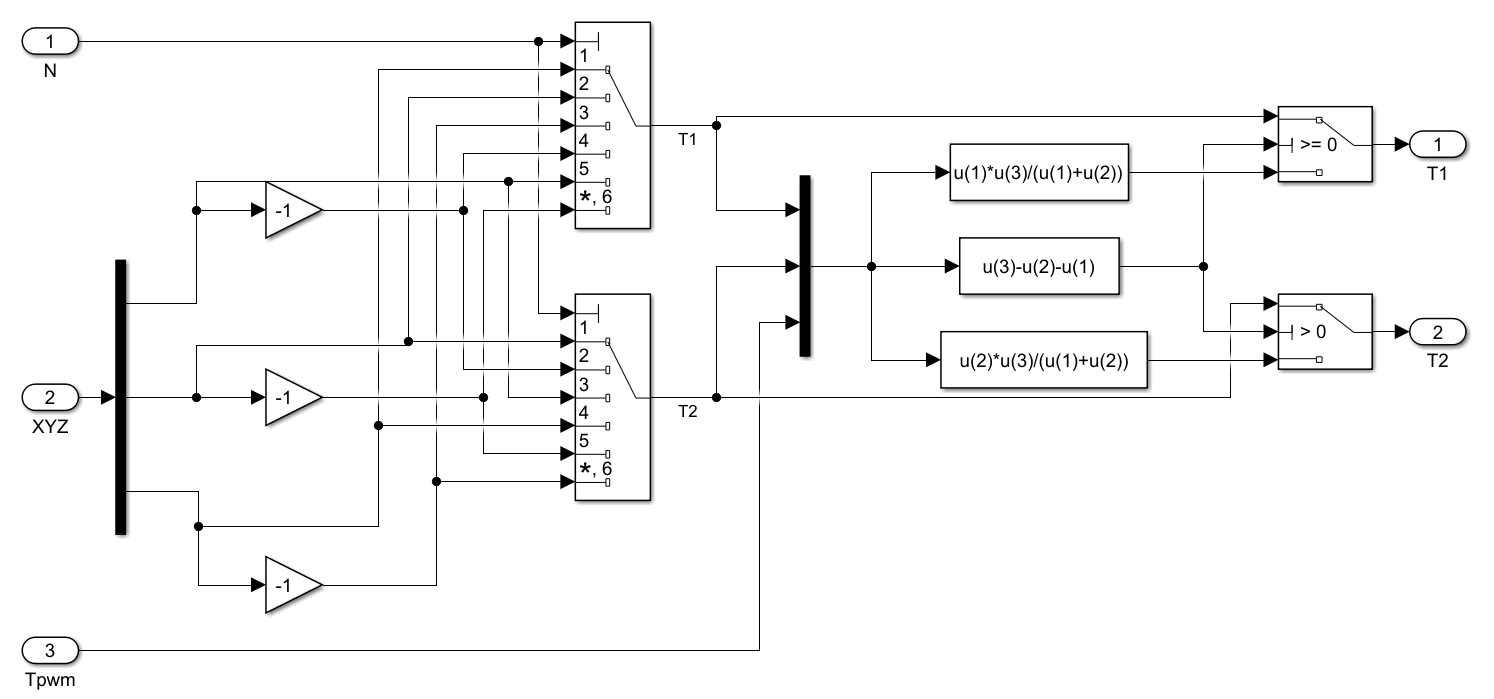 1
N
1
2
3
4
5
*, 6
T1
-1
u(1)*u(3)/(u(1)+u(2))
>= 0
1
T1
u(3)-u(2)-u(1)
1
2
3
4
5
*, 6
T2
2
XYZ
-1
u(2)*u(3)/(u(1)+u(2))
> 0
2
T2
-1
3
Tpwm